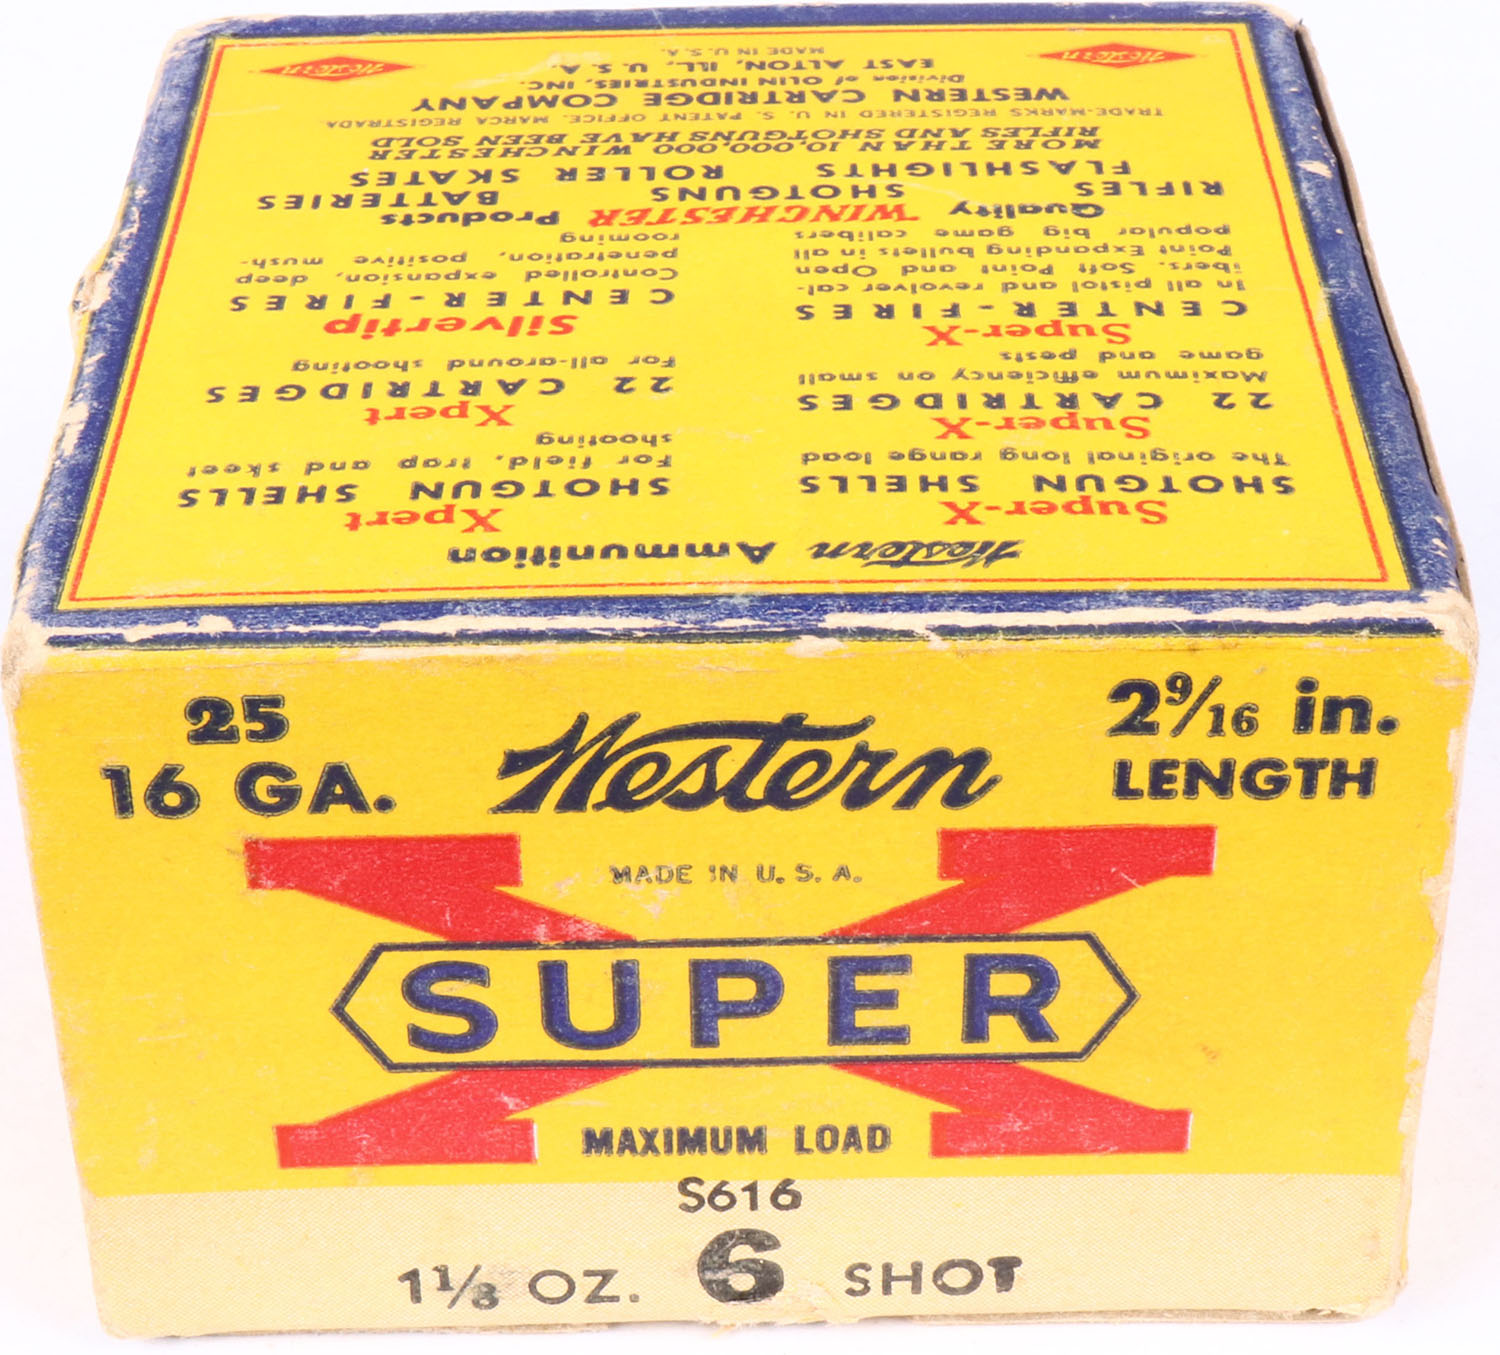 Western Ammunition
Super-X
SHOTGUN SHELLS
The original long range load
Xpert
SHOTGUN SHELLS
For field, trap and skeet
shooting
Super-X
22 CARTRIDGES
Maximum efficiency on small
game and pests
Xpert
22 CARTRIDGES
For all-around shooting
Super-X
CENTER-FIRES
In all pistol and revolver cal-
ibers. Soft Point and Open
Point Expanding bullets in all
popular big game calibers
Silvertip
CENTER-FIRES
Controlled expansion, deep
penetration, positive mush-
rooming
Quality WINCHESTER Products
RIFLES SHOTGUNS BATTERIES
FLASHLIGHTS ROLLER SKATES
MORE THAN 10,000,000 WINCHESTER
RIFLES AND SHOTGUNS HAVE BEEN SOLD
TRADE-MARKS REGISTERED IN U. S. PATENT OFFICE. MARCA REGISTRADA
WESTERN CARTRIDGE COMPANY
Division of OLIN INDUSTRIES, INC.
EAST ALTON, ILL., U. S. A.
MADE IN U. S. A.
Western
Western
25
16 GA.
Western
2 9/16 in.
LENGTH
MADE IN U. S. A.
X
SUPER
MAXIMUM LOAD
S616
1 1/8 OZ. 6 SHOT